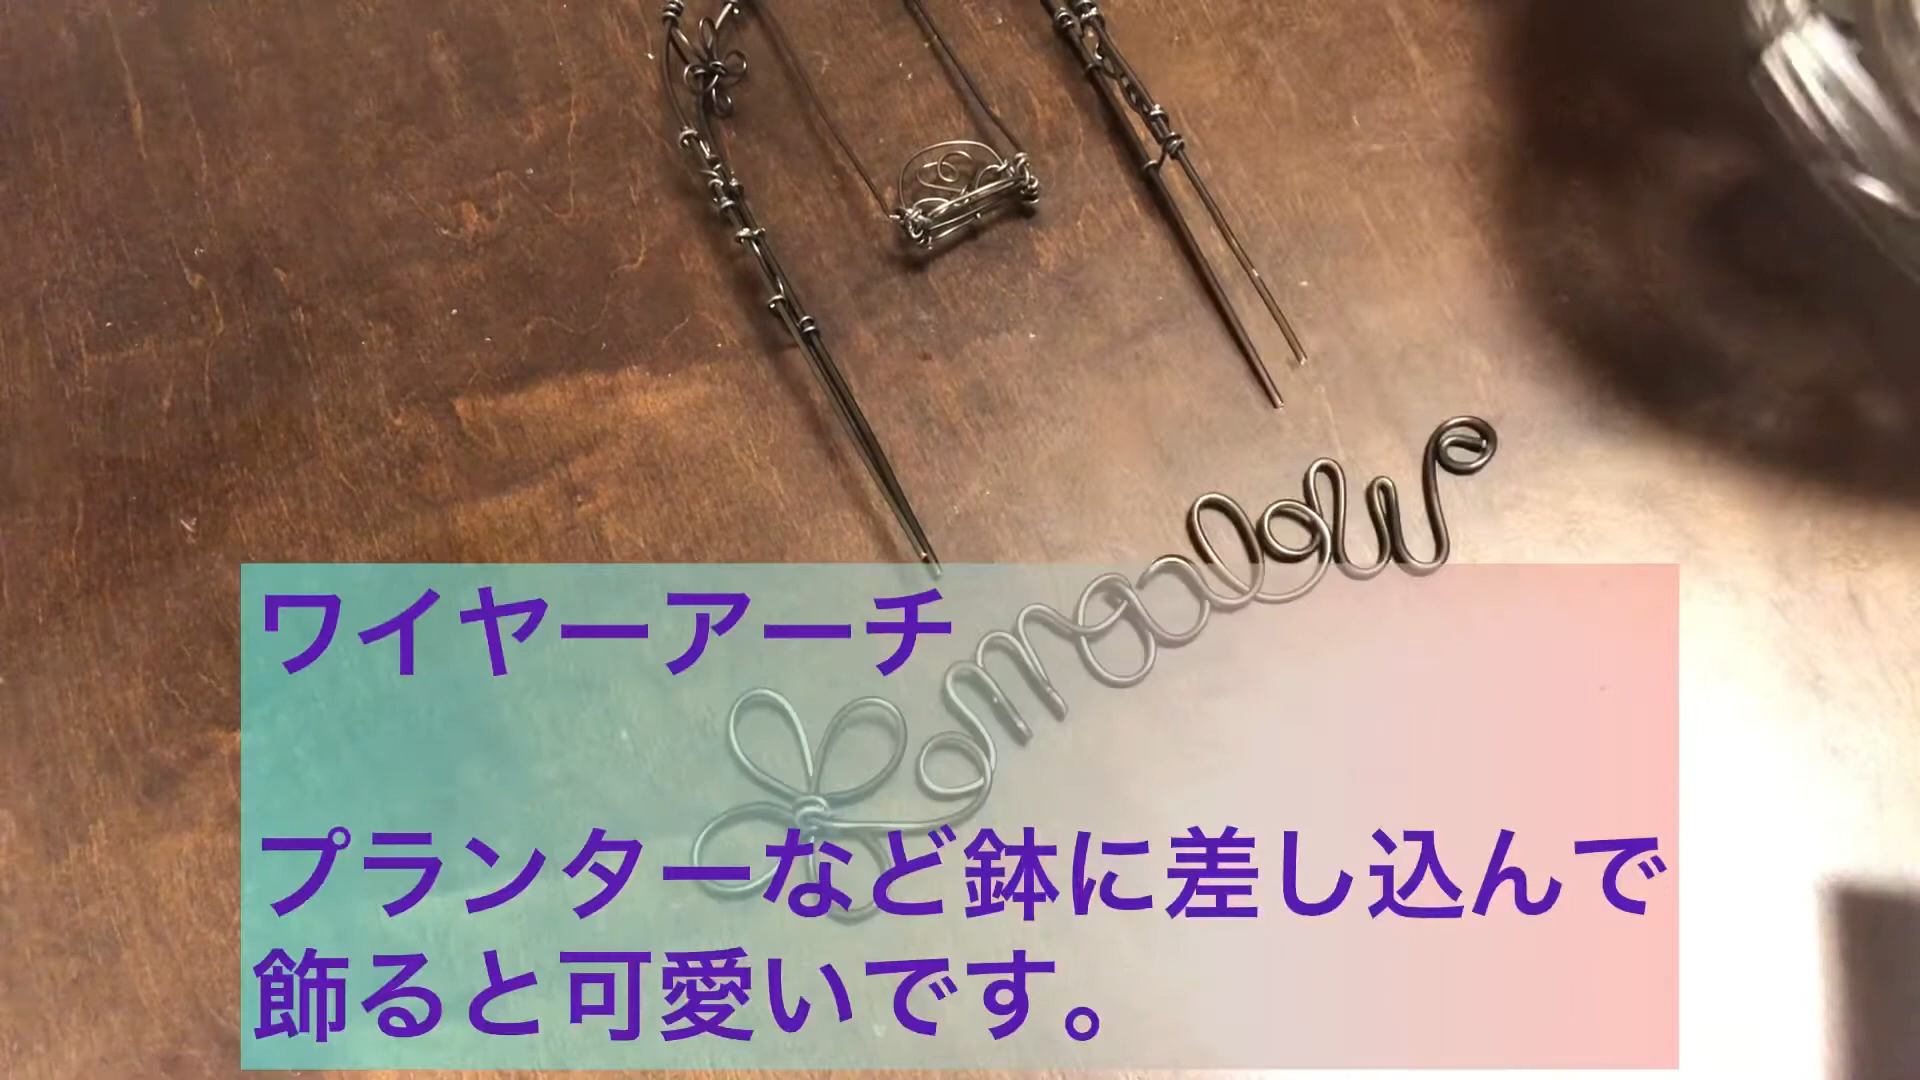 ワイヤーアーチ
プランターなど鉢に差し込んで
飾ると可愛いです。